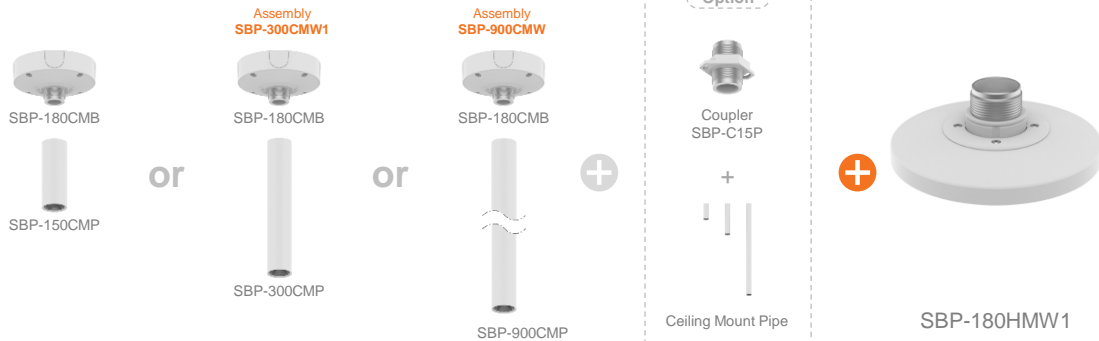 Assembly
SBP-300CMW1
Assembly
SBP-900CMW
Option
SBP-180CMB
SBP-180CMB
SBP-180CMB
Coupler
SBP-C15P
or
or
+
SBP-150CMP
SBP-300CMP
SBP-900CMP
Ceiling Mount Pipe
SBP-180HMW1